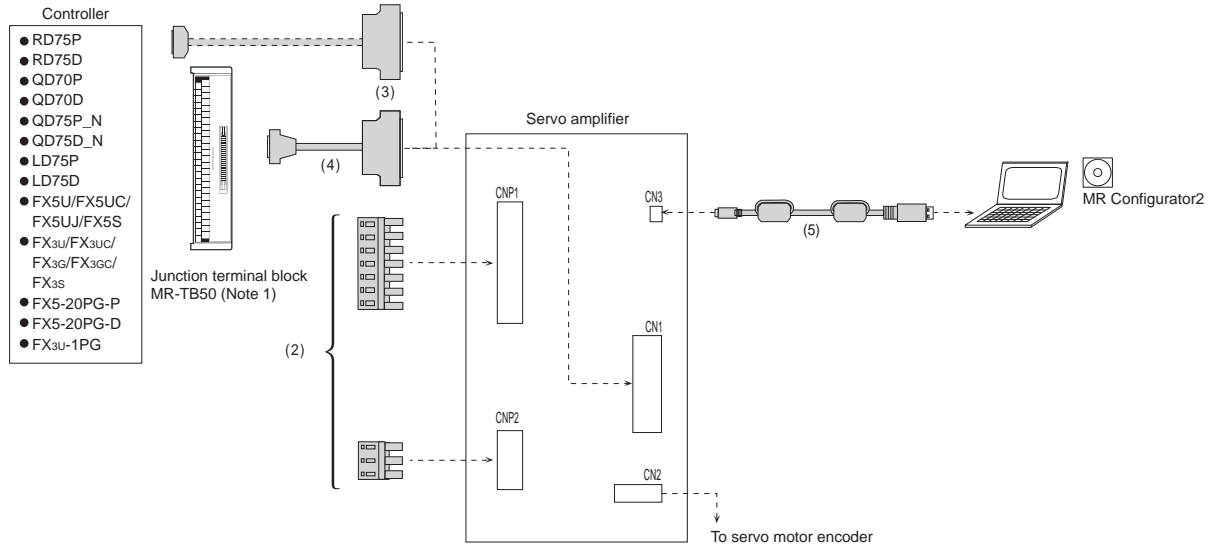 Controller
● RD75P
● RD75D
● QD70P
● QD70D
● QD75P_N
● QD75D_N
● LD75P
● LD75D
● FX5U/FX5UC/
FX5UJ/FX5S
● FX3U/FX3UC/
FX3G/FX3GC/
FX3S
● FX5-20PG-P
● FX5-20PG-D
● FX3U-1PG
Junction terminal block
MR-TB50 (Note 1)
(3)
(4)
(2)
Servo amplifier
CNP1
CNP2
CN3
CN1
CN2
(5)
MR Configurator2
To servo motor encoder